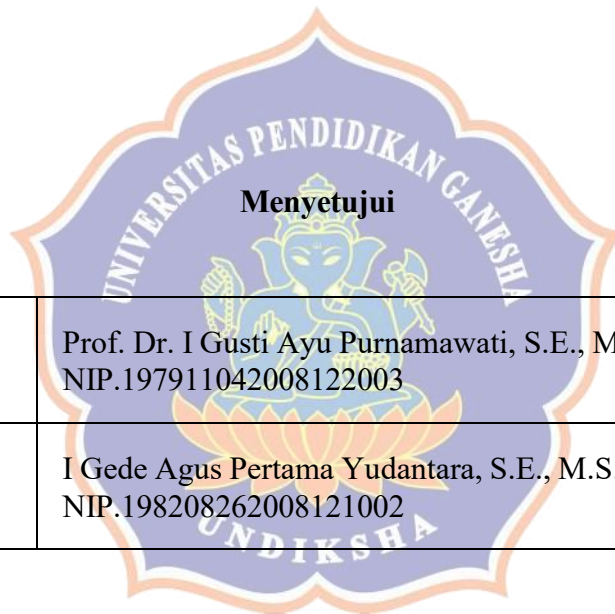 UNIVERSITAS PENDIDIKAN GANESHA
Menyetujui
Prof. Dr. I Gusti Ayu Purnamawati, S.E., M
NIP.197911042008122003
I Gede Agus Pertama Yudantara, S.E., M.S
NIP.198208262008121002
UNDIKSHA